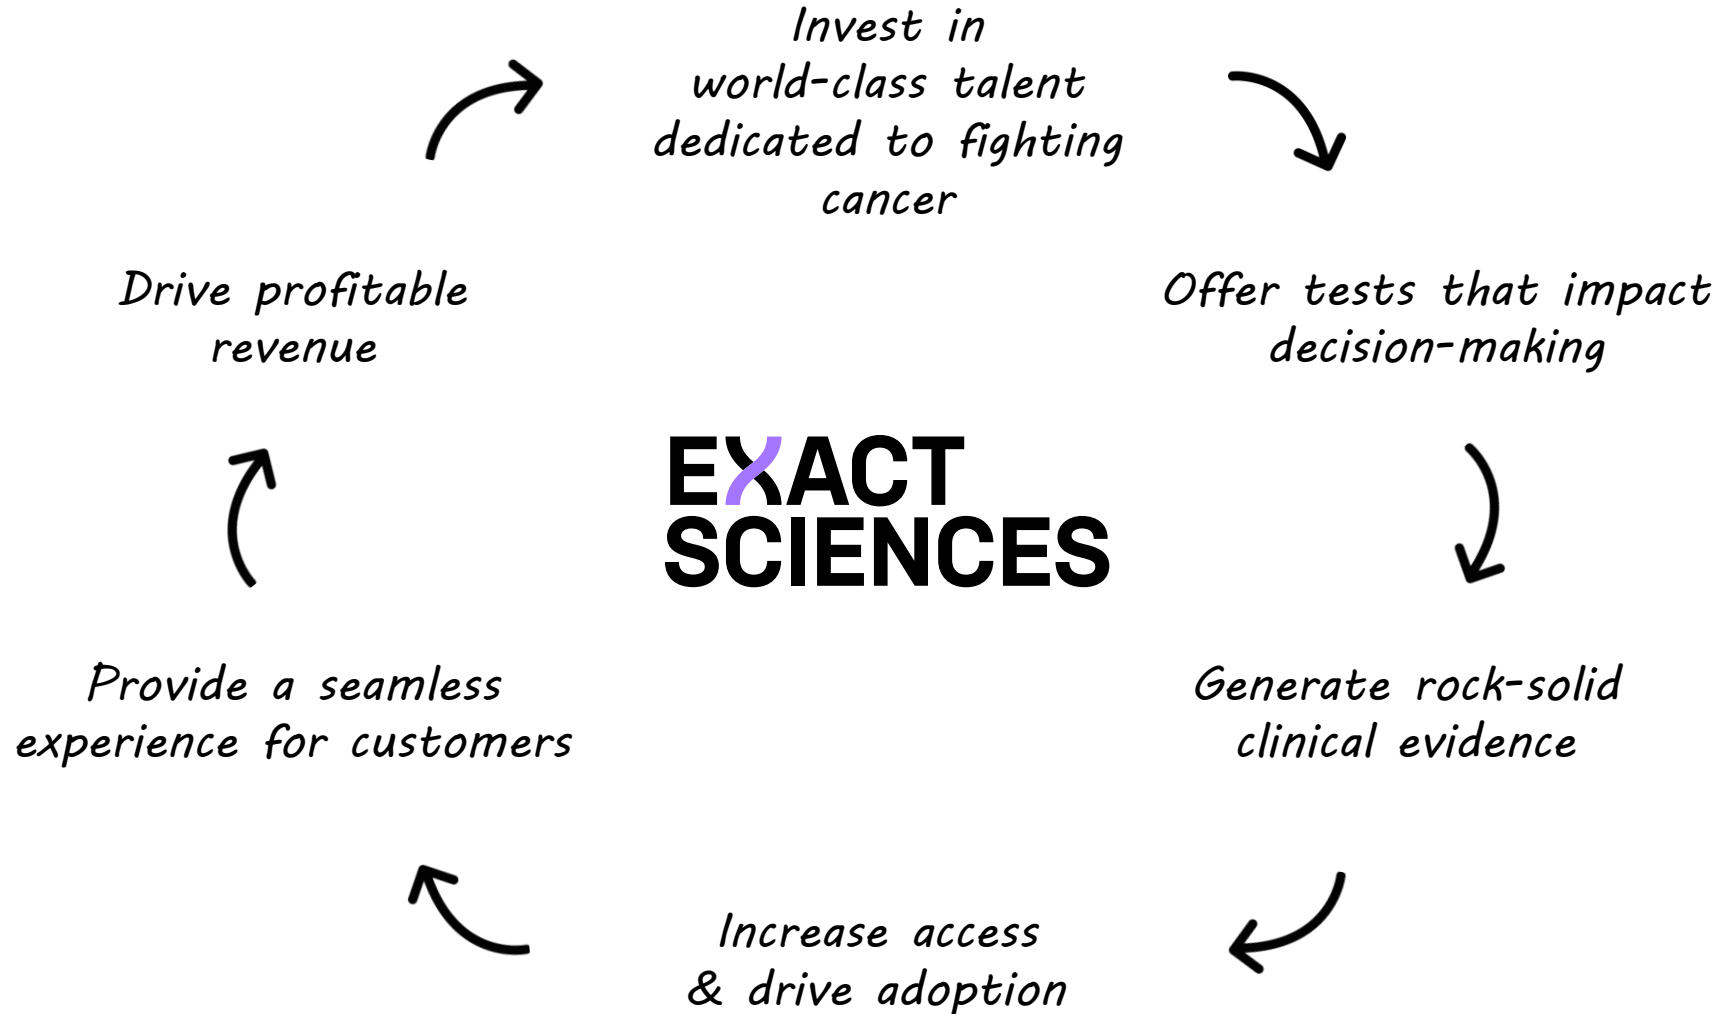 Invest in
world-class talent
dedicated to fighting
cancer
Offer tests that impact
decision-making
Generate rock-solid
clinical evidence
Increase access
& drive adoption
Provide a seamless
experience for customers
Drive profitable
revenue
EXACT
SCIENCES